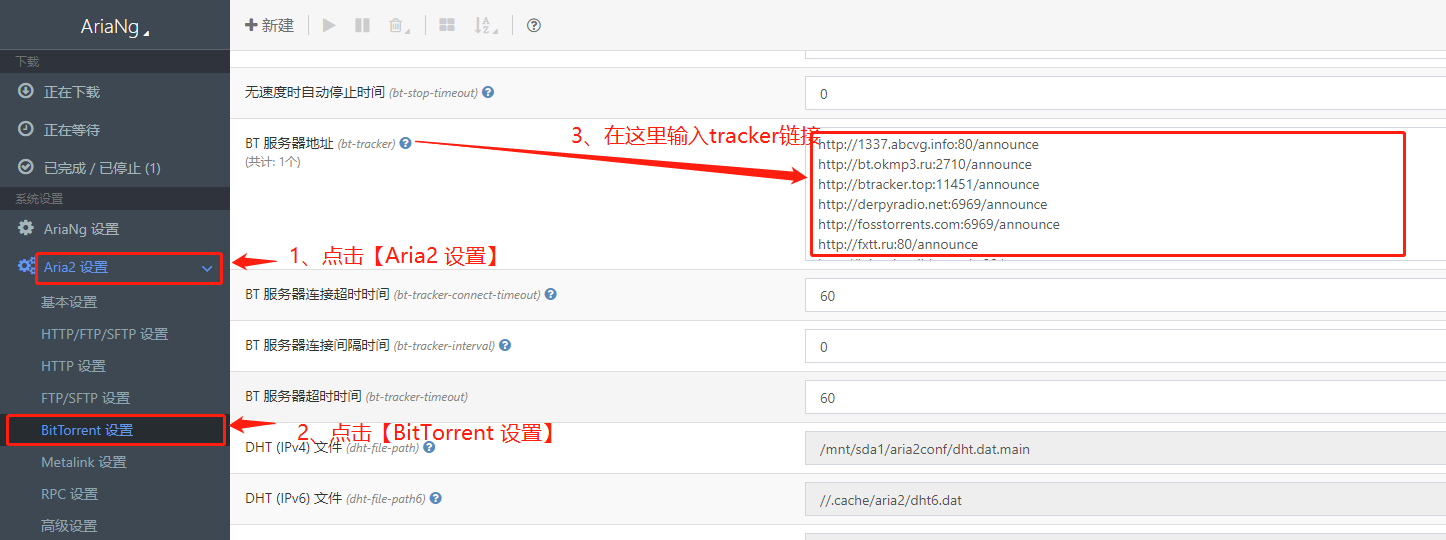 AriaNg
新建
下载
正在下载
正在等待
已完成 / 已停止 (1)
系统设置
AriaNg 设置
Aria2 设置
基本设置
HTTP/FTP/SFTP 设置
HTTP 设置
FTP/SFTP 设置
BitTorrent 设置
Metalink 设置
RPC 设置
高级设置
1、点击【Aria2 设置】
2、点击【BitTorrent 设置】
3、在这里输入tracker链接
无速度时自动停止时间 (bt-stop-timeout)
0
BT 服务器地址 (bt-tracker)
(共计: 1个)
http://1337.abcvg.info:80/announce
http://bt.okmp3.ru:2710/announce
http://btracker.top:11451/announce
http://derpyradio.net:6969/announce
http://fosstorrents.com:6969/announce
http://fxtt.ru:80/announce
BT 服务器连接超时时间 (bt-tracker-connect-timeout)
60
BT 服务器连接间隔时间 (bt-tracker-interval)
0
BT 服务器超时时间 (bt-tracker-timeout)
60
DHT (IPv4) 文件 (dht-file-path)
/mnt/sda1/aria2conf/dht.dat.main
DHT (IPv6) 文件 (dht-file-path6)
//.cache/aria2/dht6.dat